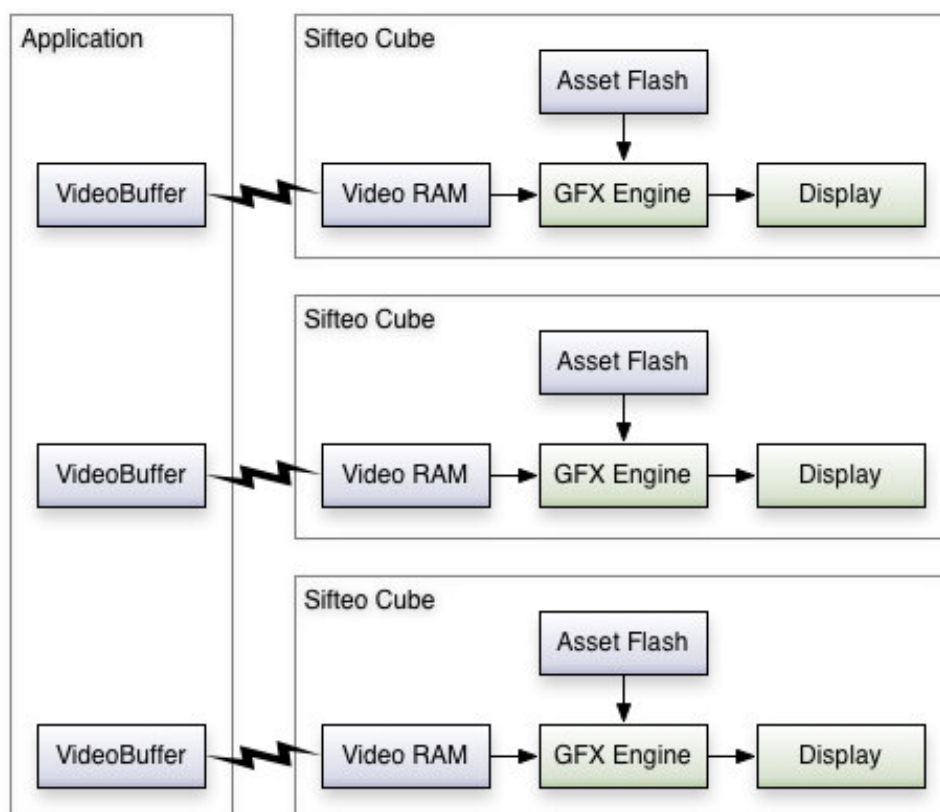 Application
Sifteo Cube
Asset Flash
VideoBuffer
Video RAM
GFX Engine
Display
Sifteo Cube
Asset Flash
VideoBuffer
Video RAM
GFX Engine
Display
Sifteo Cube
Asset Flash
VideoBuffer
Video RAM
GFX Engine
Display